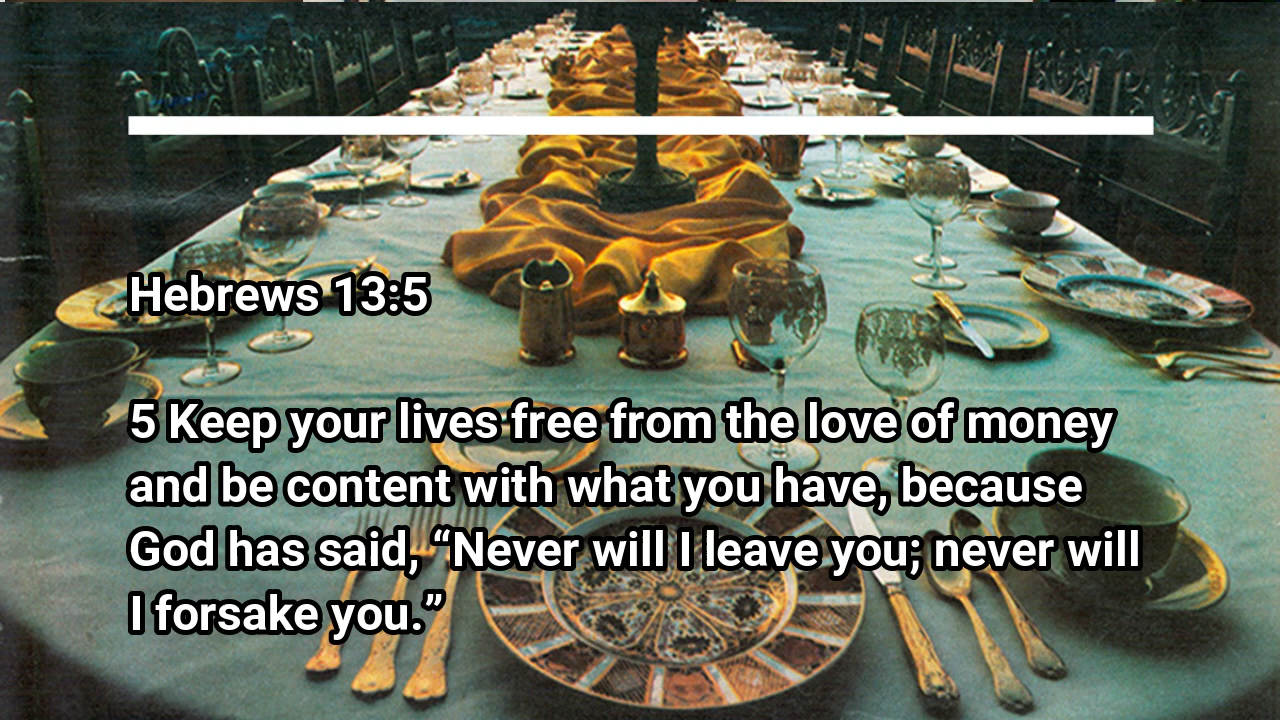 Hebrews 13:5
5 Keep your lives free from the love of money
and be content with what you have, because
God has said, “Never will I leave you; never will
I forsake you.”